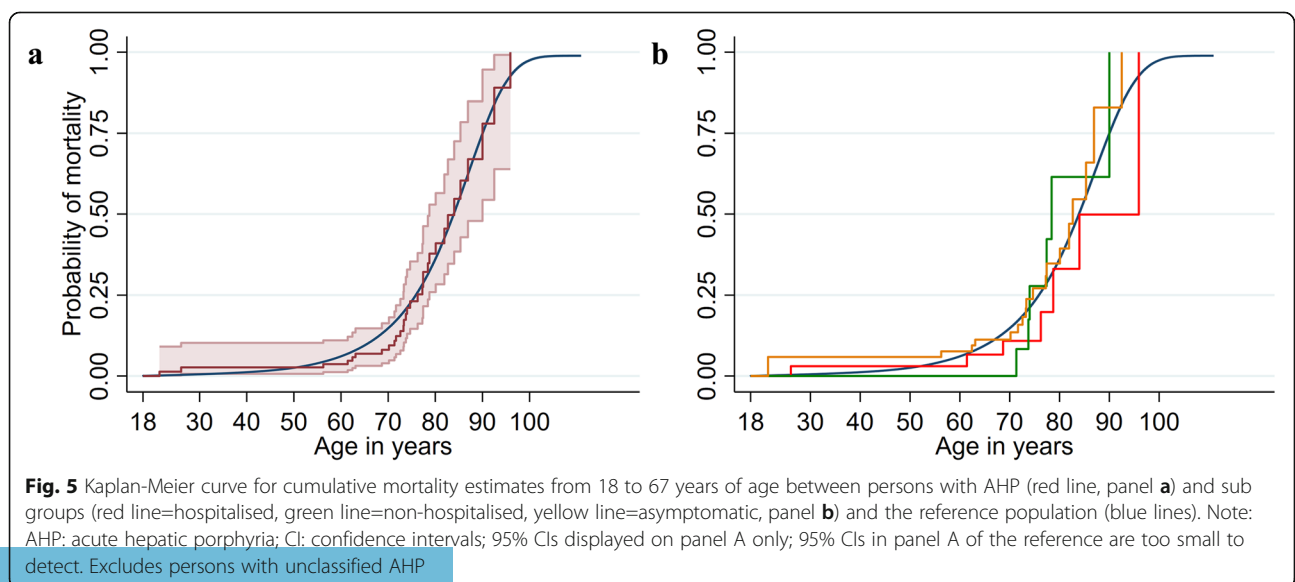 a
b
Probability of mortality
1.00
0.75
0.50
0.25
0.00
18 30 40 50 60 70 80 90 100
Age in years
1.00
0.75
0.50
0.25
0.00
18 30 40 50 60 70 80 90 100
Age in years
Fig. 5 Kaplan-Meier curve for cumulative mortality estimates from 18 to 67 years of age between persons with AHP (red line, panel a) and sub
groups (red line=hospitalised, green line=non-hospitalised, yellow line=asymptomatic, panel b) and the reference population (blue lines). Note:
AHP: acute hepatic porphyria; CI: confidence intervals; 95% CIs displayed on panel A only; 95% CIs in panel A of the reference are too small to
detect. Excludes persons with unclassified AHP